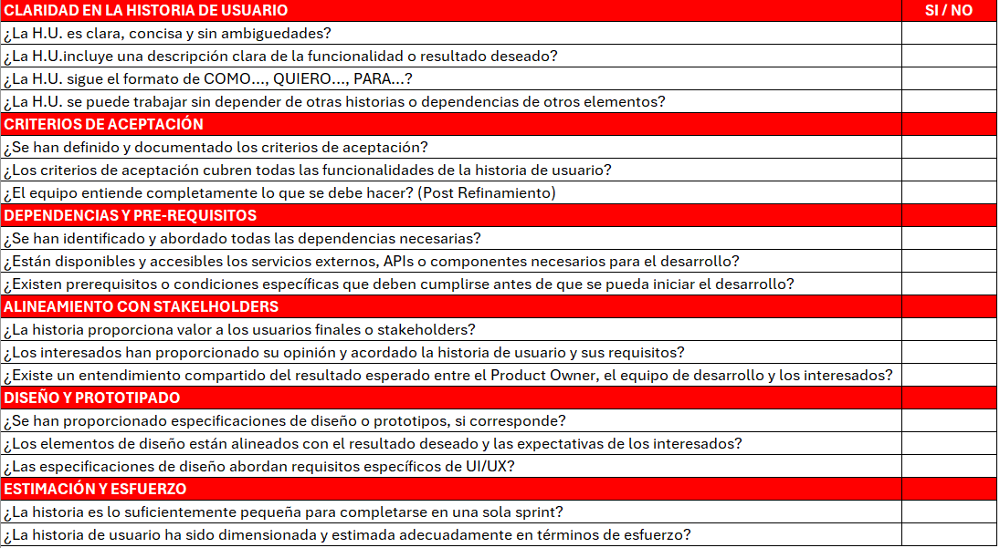 CLARIDAD EN LA HISTORIA DE USUARIO SI / NO
¿La H.U. es clara, concisa y sin ambiguedades?
¿La H.U.incluye una descripción clara de la funcionalidad o resultado deseado?
¿La H.U. sigue el formato de COMO..., QUIERO..., PARA...?
¿La H.U. se puede trabajar sin depender de otras historias o dependencias de otros elementos?
CRITERIOS DE ACEPTACIÓN
¿Se han definido y documentado los criterios de aceptación?
¿Los criterios de aceptación cubren todas las funcionalidades de la historia de usuario?
¿El equipo entiende completamente lo que se debe hacer? (Post Refinamiento)
DEPENDENCIAS Y PRE-REQUISITOS
¿Se han identificado y abordado todas las dependencias necesarias?
¿Están disponibles y accesibles los servicios externos, APIs o componentes necesarios para el desarrollo?
¿Existen prerequisitos o condiciones específicas que deben cumplirse antes de que se pueda iniciar el desarrollo?
ALINEAMIENTO CON STAKELHOLDERS
¿La historia proporciona valor a los usuarios finales o stakeholders?
¿Los interesados han proporcionado su opinión y acordado la historia de usuario y sus requisitos?
¿Existe un entendimiento compartido del resultado esperado entre el Product Owner, el equipo de desarrollo y los interesados?
DISEÑO Y PROTOTIPADO
¿Se han proporcionado especificaciones de diseño o prototipos, si corresponde?
¿Los elementos de diseño están alineados con el resultado deseado y las expectativas de los interesados?
¿Las especificaciones de diseño abordan requisitos específicos de UI/UX?
ESTIMACIÓN Y ESFUERZO
¿La historia es lo suficientemente pequeña para completarse en una sola sprint?
¿La historia de usuario ha sido dimensionada y estimada adecuadamente en términos de esfuerzo?